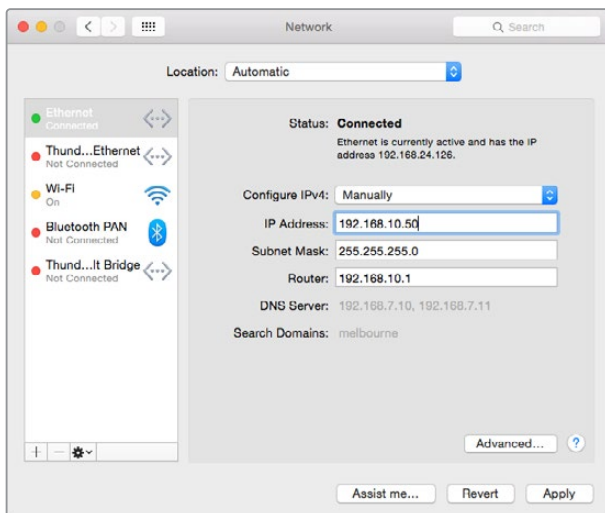 Network
Search
Location: Automatic
Ethernet
Connected
Thund...Ethernet
Not Connected
Wi-Fi
On
Bluetooth PAN
Not Connected
Thund...lt Bridge
Not Connected
Status: Connected
Ethernet is currently active and has the IP
address 192.168.24.126.
Configure IPv4: Manually
IP Address: 192.168.10.50
Subnet Mask: 255.255.255.0
Router: 192.168.10.1
DNS Server: 192.168.7.10, 192.168.7.11
Search Domains: melbourne
Advanced...
?
Assist me...
Revert
Apply